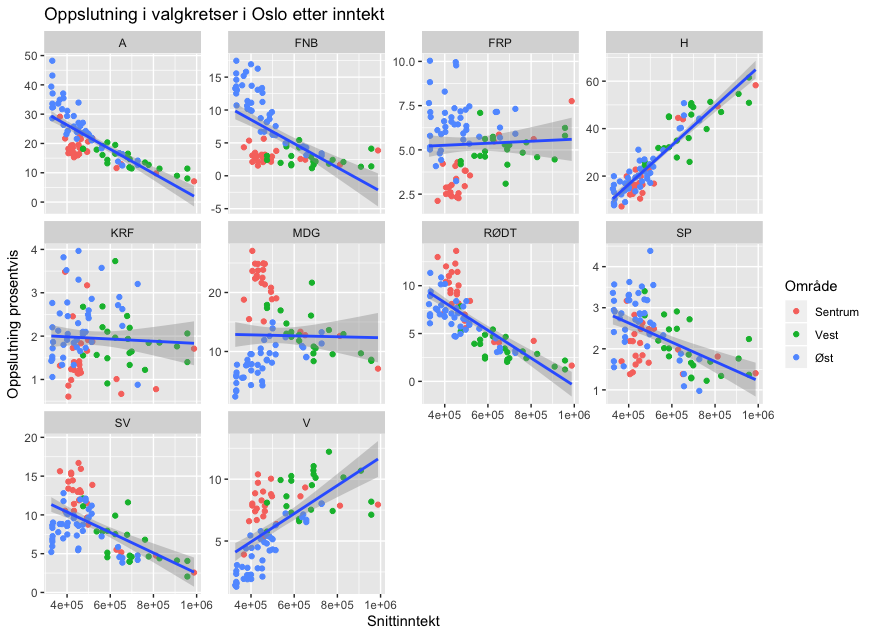 Oppslutning i valgkretser i Oslo etter inntekt
A FNB FRP H
50
40
30
20
10
0
15
10
5
0
-5
10.0
7.5
5.0
2.5
60
40
20
KRF MDG RØDT SP
4
3
2
1
20
10
10
5
0
4
3
2
1
4e+05 6e+05 8e+05 1e+06
4e+05 6e+05 8e+05 1e+06
SV V
20
15
10
5
0
10
5
4e+05 6e+05 8e+05 1e+06
4e+05 6e+05 8e+05 1e+06
Snittinntekt
Oppslutning prosentvis
Område
Sentrum
Vest
Øst